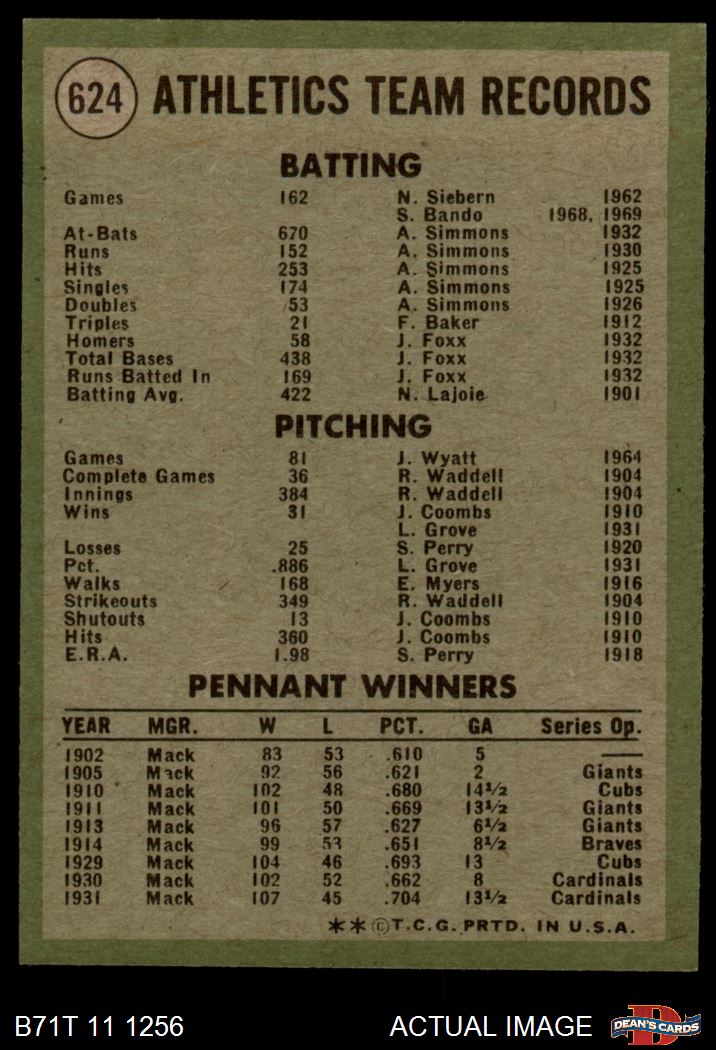 624 ATHLETICS TEAM RECORDS
BATTING
Games 162 N. Siebern 1962
S. Bando 1968, 1969
At-Bats 670 A. Simmons 1932
Runs 152 A. Simmons 1930
Hits 253 A. Simmons 1925
Singles 174 A. Simmons 1925
Doubles 53 A. Simmons 1926
Triples 21 F. Baker 1912
Homers 58 J. Foxx 1932
Total Bases 438 J. Foxx 1932
Runs Batted In 169 J. Foxx 1932
Batting Avg. 422 N. Lajoie 1901
PITCHING
Games 81 J. Wyatt 1964
Complete Games 36 R. Waddell 1904
Innings 384 R. Waddell 1904
Wins 31 J. Coombs 1910
L. Grove 1931
Losses 25 S. Perry 1920
Pct. .886 L. Grove 1931
Walks 168 E. Myers 1916
Strikeouts 349 R. Waddell 1904
Shutouts 13 J. Coombs 1910
Hits 360 J. Coombs 1910
E.R.A. 1.98 S. Perry 1918
PENNANT WINNERS
YEAR MGR. W L PCT. GA Series Op.
1902 Mack 83 53 .610 5 ——
1905 Mack 92 56 .621 2 Giants
1910 Mack 102 48 .680 14½ Cubs
1911 Mack 101 50 .669 13½ Giants
1913 Mack 96 57 .627 6½ Giants
1914 Mack 99 53 .651 8½ Braves
1929 Mack 104 46 .693 13 Cubs
1930 Mack 102 52 .662 8 Cardinals
1931 Mack 107 45 .704 13½ Cardinals
**©T.C.G. PRTD. IN U.S.A.
B71T 11 1256 ACTUAL IMAGE DEAN'S CARDS